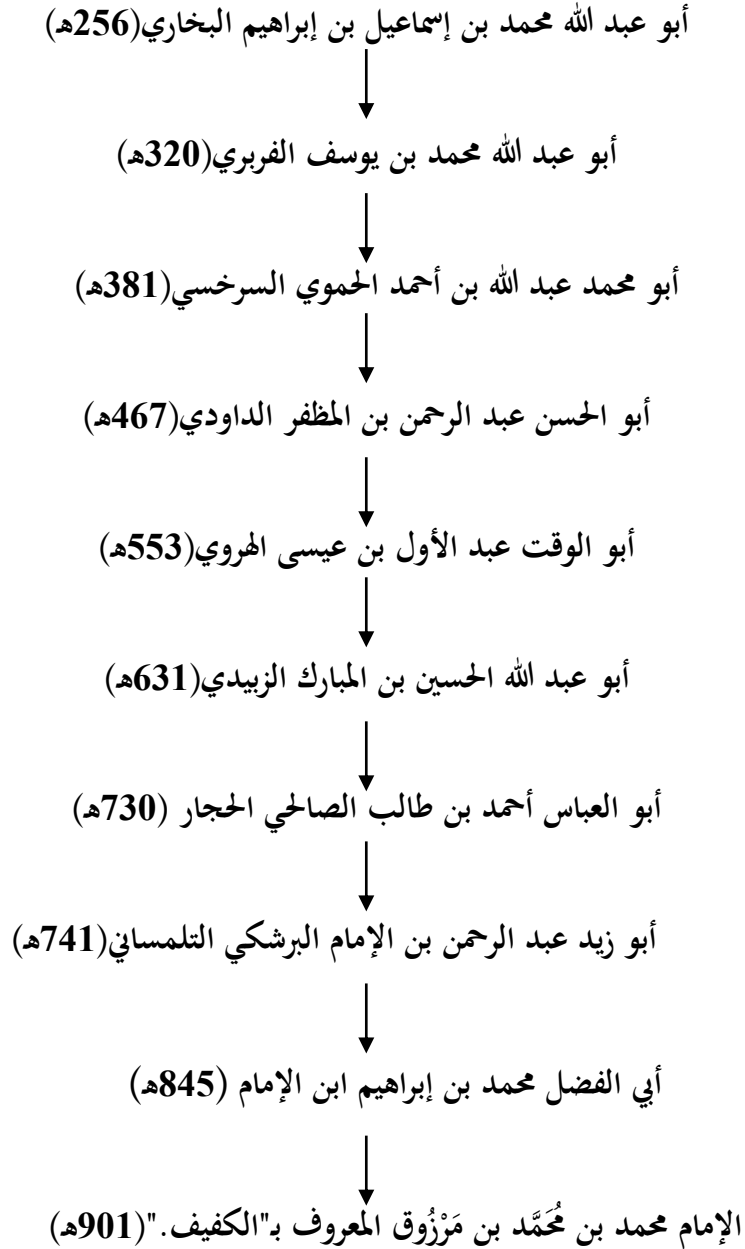 أبو عبد الله محمد بن إسماعيل بن إبراهيم البخاري(256هـ)
أبو عبد الله محمد بن يوسف الفربري(320هـ)
أبو محمد عبد الله بن أحمد الحموي السرخسي(381هـ)
أبو الحسن عبد الرحمن بن المظفر الداودي(467هـ)
أبو الوقت عبد الأول بن عيسى الهروي(553هـ)
أبو عبد الله الحسين بن المبارك الزبيدي(631هـ)
أبو العباس أحمد بن طالب الصالحي الحجار (730هـ)
أبو زيد عبد الرحمن بن الإمام البرشكي التلمساني(741هـ)
أبي الفضل محمد بن إبراهيم ابن الإمام (845هـ)
الإمام محمد بن مُحَمَّد بن مَرْزُوق المعروف بـ"الكفيف."(901هـ)